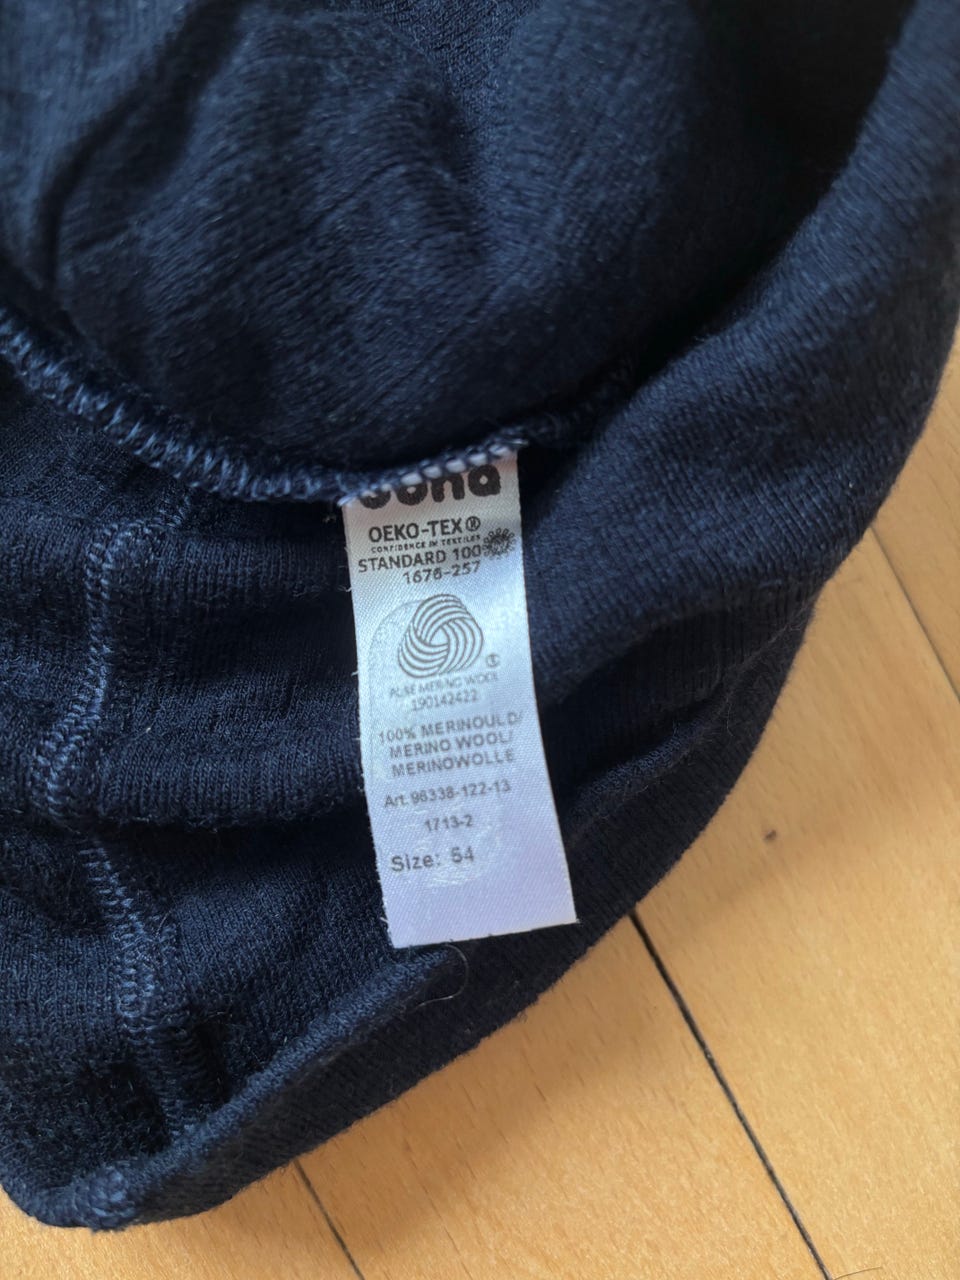 OEKO-TEX®
CONFIDENCE IN TEXTILES
STANDARD 100
1676-257
PURE MERINO WOOL
190142422
100% MERINOULD/
MERINO WOOL/
MERINOWOLLE
Art. 98338-122-13
1713-2
Size: 54